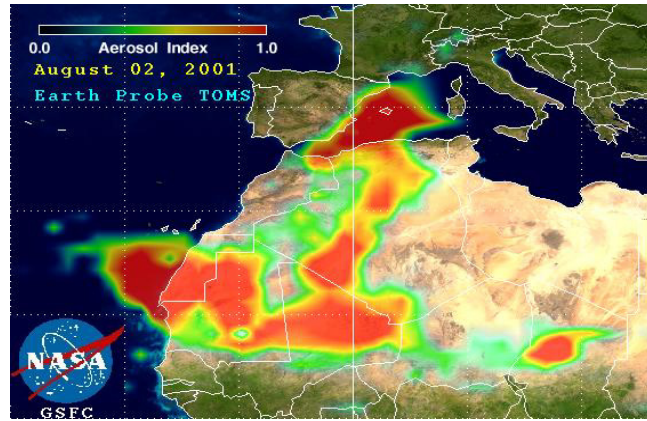 0.0 Aerosol Index 1.0
August 02, 2001
Earth Probe TOMS
NASA
GSFC